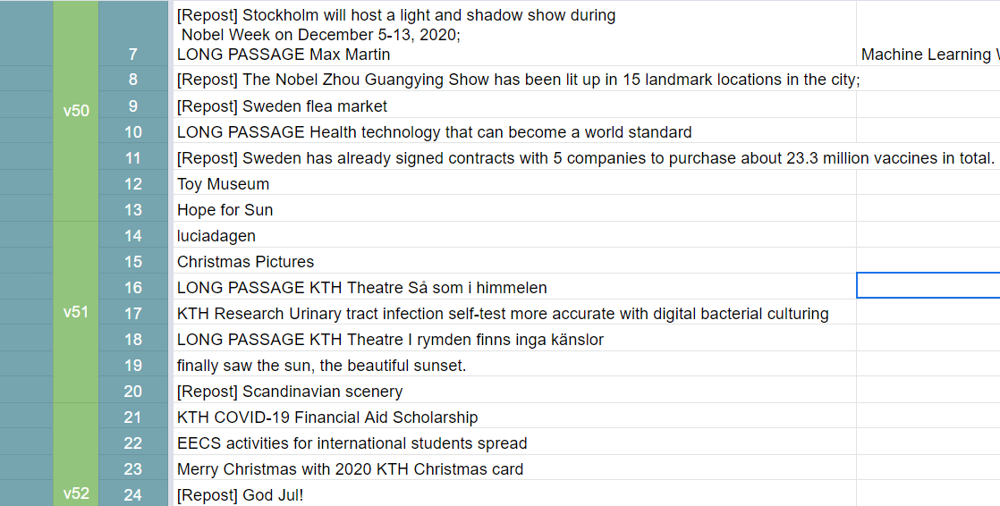 [Repost] Stockholm will host a light and shadow show during
Nobel Week on December 5-13, 2020;
7 LONG PASSAGE Max Martin Machine Learning
8 [Repost] The Nobel Zhou Guangying Show has been lit up in 15 landmark locations in the city;
v50
9 [Repost] Sweden flea market
10 LONG PASSAGE Health technology that can become a world standard
11 [Repost] Sweden has already signed contracts with 5 companies to purchase about 23.3 million vaccines in total.
12 Toy Museum
13 Hope for Sun
14 luciadagen
15 Christmas Pictures
16 LONG PASSAGE KTH Theatre Så som i himmelen
v51
17 KTH Research Urinary tract infection self-test more accurate with digital bacterial culturing
18 LONG PASSAGE KTH Theatre I rymden finns inga känslor
19 finally saw the sun, the beautiful sunset.
20 [Repost] Scandinavian scenery
21 KTH COVID-19 Financial Aid Scholarship
22 EECS activities for international students spread
23 Merry Christmas with 2020 KTH Christmas card
v52 24 [Repost] God Jul!